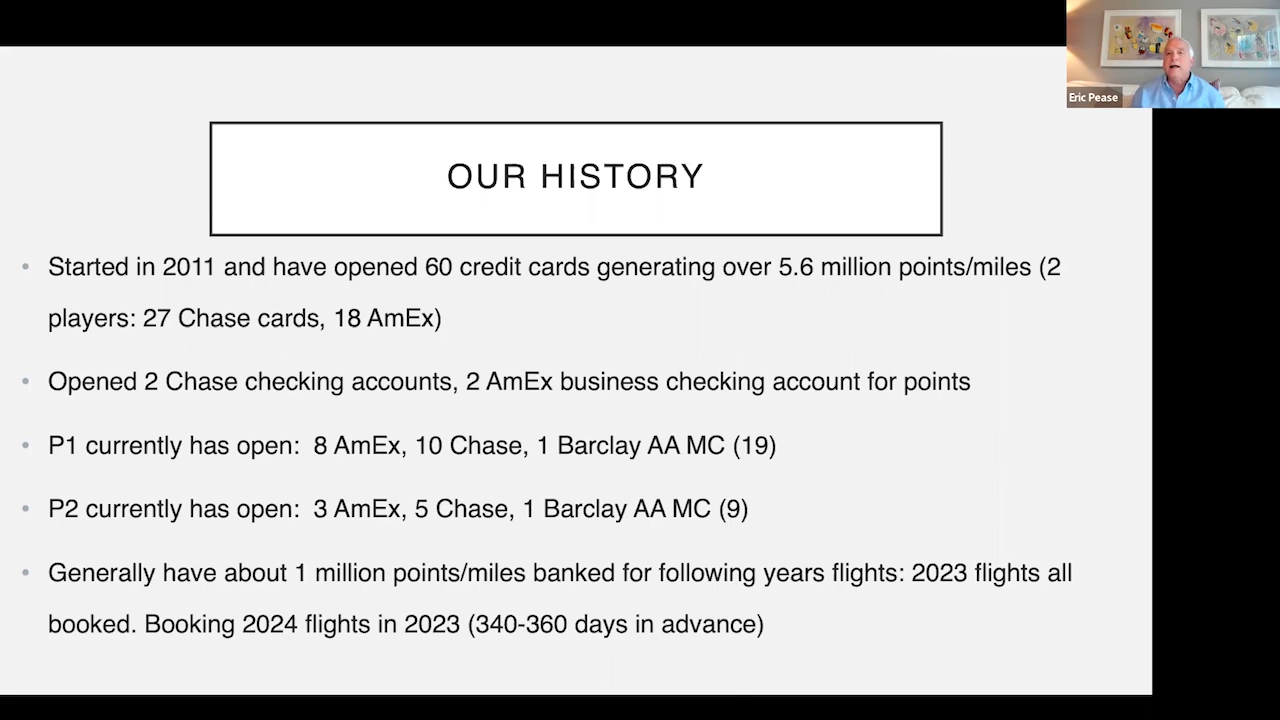 Eric Pease
OUR HISTORY
• Started in 2011 and have opened 60 credit cards generating over 5.6 million points/miles (2
players: 27 Chase cards, 18 AmEx)
• Opened 2 Chase checking accounts, 2 AmEx business checking account for points
• P1 currently has open: 8 AmEx, 10 Chase, 1 Barclay AA MC (19)
• P2 currently has open: 3 AmEx, 5 Chase, 1 Barclay AA MC (9)
• Generally have about 1 million points/miles banked for following years flights: 2023 flights all
booked. Booking 2024 flights in 2023 (340-360 days in advance)